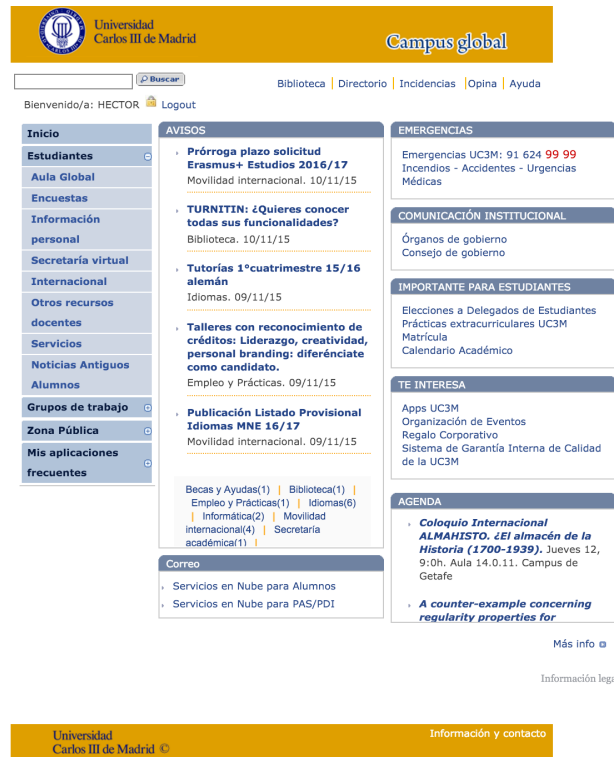 Universidad
Carlos III de Madrid
Campus global
Buscar
Biblioteca | Directorio | Incidencias | Opina | Ayuda
Bienvenido/a: HECTOR Logout
Inicio
Estudiantes
Aula Global
Encuestas
Información
personal
Secretaría virtual
Internacional
Otros recursos
docentes
Servicios
Noticias Antiguos
Alumnos
Grupos de trabajo
Zona Pública
Mis aplicaciones
frecuentes
AVISOS
Prórroga plazo solicitud
Erasmus+ Estudios 2016/17
Movilidad internacional. 10/11/15
TURNITIN: ¿Quieres conocer
todas sus funcionalidades?
Biblioteca. 10/11/15
Tutorías 1°cuatrimestre 15/16
alemán
Idiomas. 09/11/15
Talleres con reconocimiento de
créditos: Liderazgo, creatividad,
personal branding: diferénciate
como candidato.
Empleo y Prácticas. 09/11/15
Publicación Listado Provisional
Idiomas MNE 16/17
Movilidad internacional. 09/11/15
Becas y Ayudas(1) | Biblioteca(1) |
Empleo y Prácticas(1) | Idiomas(6)
| Informática(2) | Movilidad
internacional(4) | Secretaría
académica(1) |
Correo
Servicios en Nube para Alumnos
Servicios en Nube para PAS/PDI
EMERGENCIAS
Emergencias UC3M: 91 624 99 99
Incendios - Accidentes - Urgencias
Médicas
COMUNICACIÓN INSTITUCIONAL
Órganos de gobierno
Consejo de gobierno
IMPORTANTE PARA ESTUDIANTES
Elecciones a Delegados de Estudiantes
Prácticas extracurriculares UC3M
Matrícula
Calendario Académico
TE INTERESA
Apps UC3M
Organización de Eventos
Regalo Corporativo
Sistema de Garantía Interna de Calidad
de la UC3M
AGENDA
Coloquio Internacional
ALMAHISTO. ¿El almacén de la
Historia (1700-1939). Jueves 12,
9:0h. Aula 14.0.11. Campus de
Getafe
A counter-example concerning
regularity properties for
Más info
Información lega
Universidad
Carlos III de Madrid ©
Información y contacto